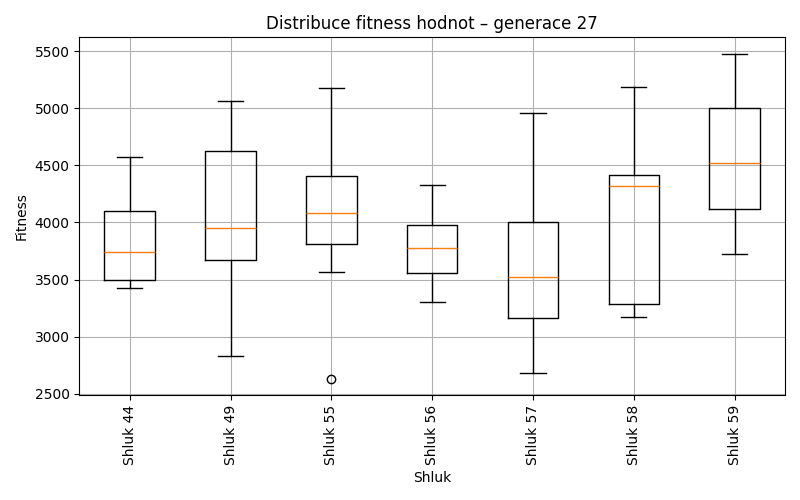 Distribuce fitness hodnot – generace 27
5500
5000
4500
4000
3500
3000
2500
Fitness
Shluk 44
Shluk 49
Shluk 55
Shluk 56
Shluk 57
Shluk 58
Shluk 59
Shluk